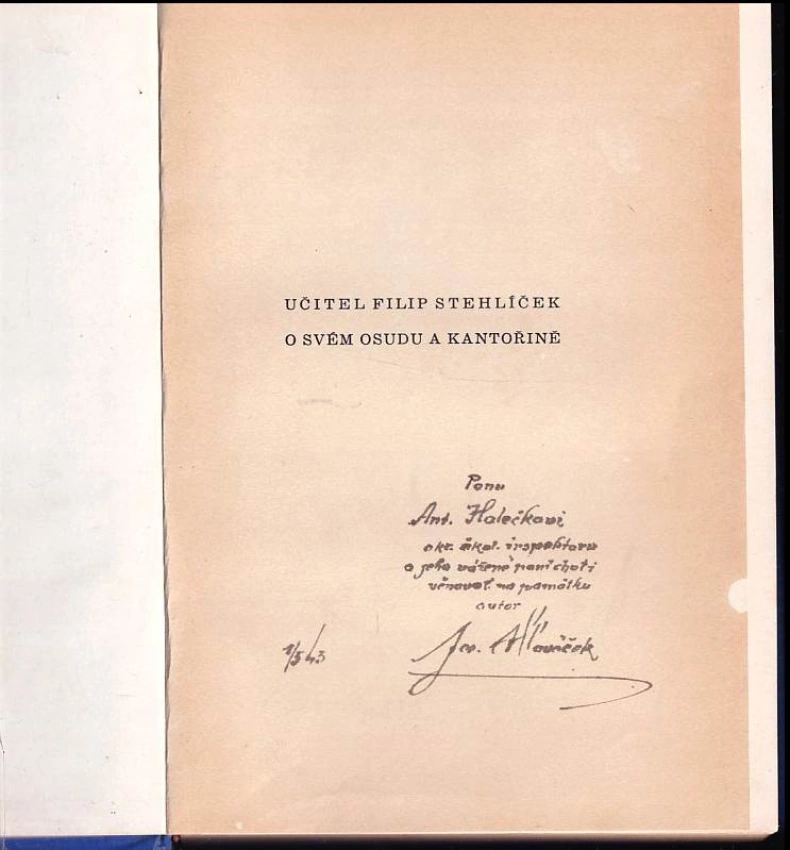 UČITEL FILIP STEHLÍČEK
O SVÉM OSUDU A KANTOŘINĚ
Panu
Ant. Halečkovi
okr. škol. inspektoru
a jeho vážené paní choti
věnoval na památku
autor
1/5 43
Jos.